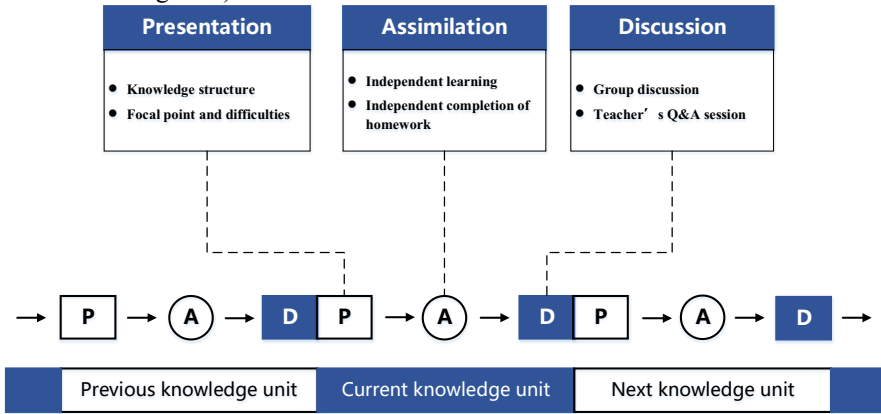 Presentation
Assimilation
Discussion
● Knowledge structure
● Focal point and difficulties
● Independent learning
● Independent completion of
homework
● Group discussion
● Teacher’s Q&A session
P
A
D
P
A
D
P
A
D
Previous knowledge unit
Current knowledge unit
Next knowledge unit